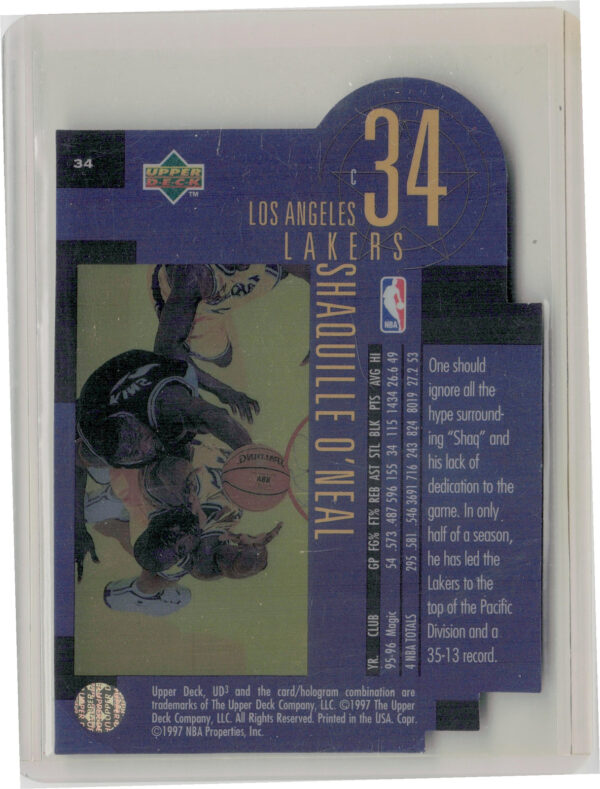 34
UPPER
DECK
TM
C
34
LOS ANGELES
LAKERS
SHAQUILLE O'NEAL
NBA
YR. CLUB GP FG% FT% REB AST STL BLK PTS AVG HI
95-96 Magic 54 .573 .487 596 155 34 115 1434 26.6 49
4 NBA TOTALS 295 .581 .546 3691 716 243 824 8019 27.2 53
One should
ignore all the
hype surround-
ing "Shaq" and
his lack of
dedication to the
game. In only
half of a season,
he has led the
Lakers to the
top of the Pacific
Division and a
35-13 record.
Upper Deck, UD³ and the card/hologram combination are
trademarks of The Upper Deck Company, LLC. ©1997 The Upper
Deck Company, LLC. All Rights Reserved. Printed in the USA. Copr.
©1997 NBA Properties, Inc.